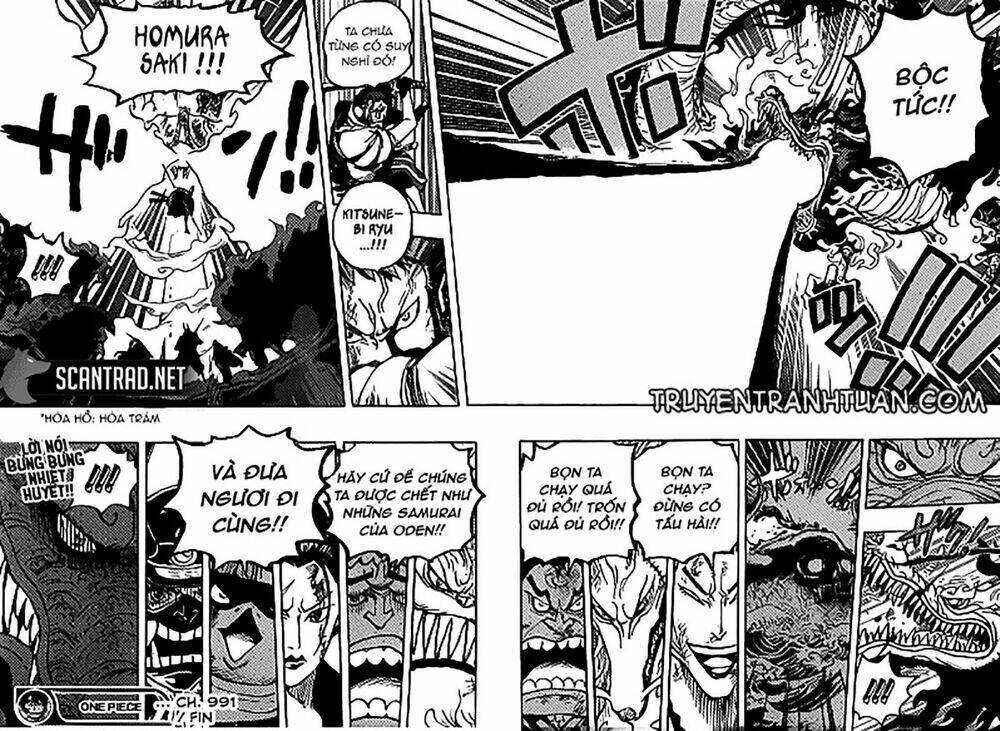 BỘC
TỨC!!
TA CHƯA
TỪNG CÓ SUY
NGHĨ ĐÓ!
KITSUNE-
BI RYU
...!!!
HOMURA
SAKI !!!
!!!
SCANTRAD.NET
TRUYENTRANHTUAN.COM
*HỎA HỒ: HỎA TRẢM
BỌN TA
CHẠY?
ĐỪNG CÓ
TẤU HÀI!!
BỌN TA
CHẠY QUÁ
ĐỦ RỒI! TRỐN
QUÁ ĐỦ RỒI!!
HÃY CỨ ĐỂ CHÚNG
TA ĐƯỢC CHẾT NHƯ
NHỮNG SAMURAI
CỦA ODEN!!
VÀ ĐƯA
NGƯƠI ĐI
CÙNG!!
!!!
!!!
LỜI NÓI
BỪNG BỪNG
NHIỆT
HUYẾT!!
ONE PIECE
CH. 991
FIN